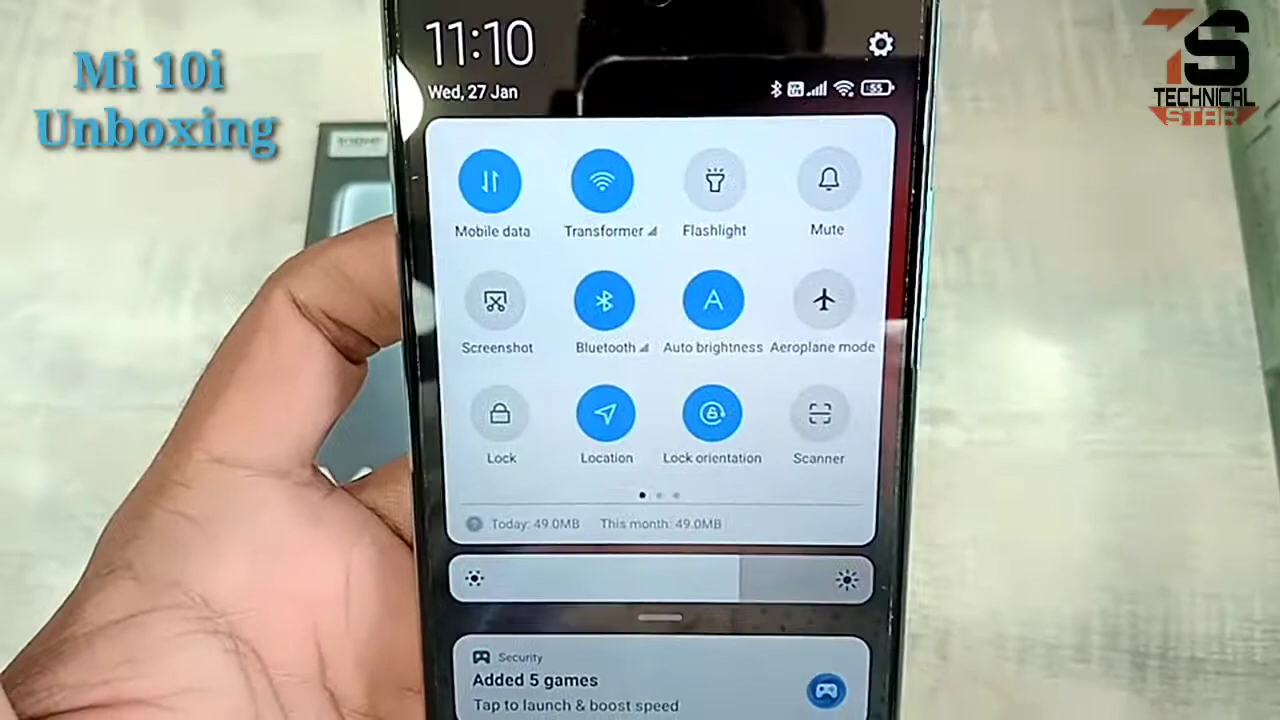 Mi 10i
Unboxing
TS
TECHNICAL
STAR
11:10
Wed, 27 Jan
55
Mobile data
Transformer
Flashlight
Mute
Screenshot
Bluetooth
Auto brightness
Aeroplane mode
Lock
Location
Lock orientation
Scanner
Today: 49.0MB
This month: 49.0MB
Security
Added 5 games
Tap to launch & boost speed